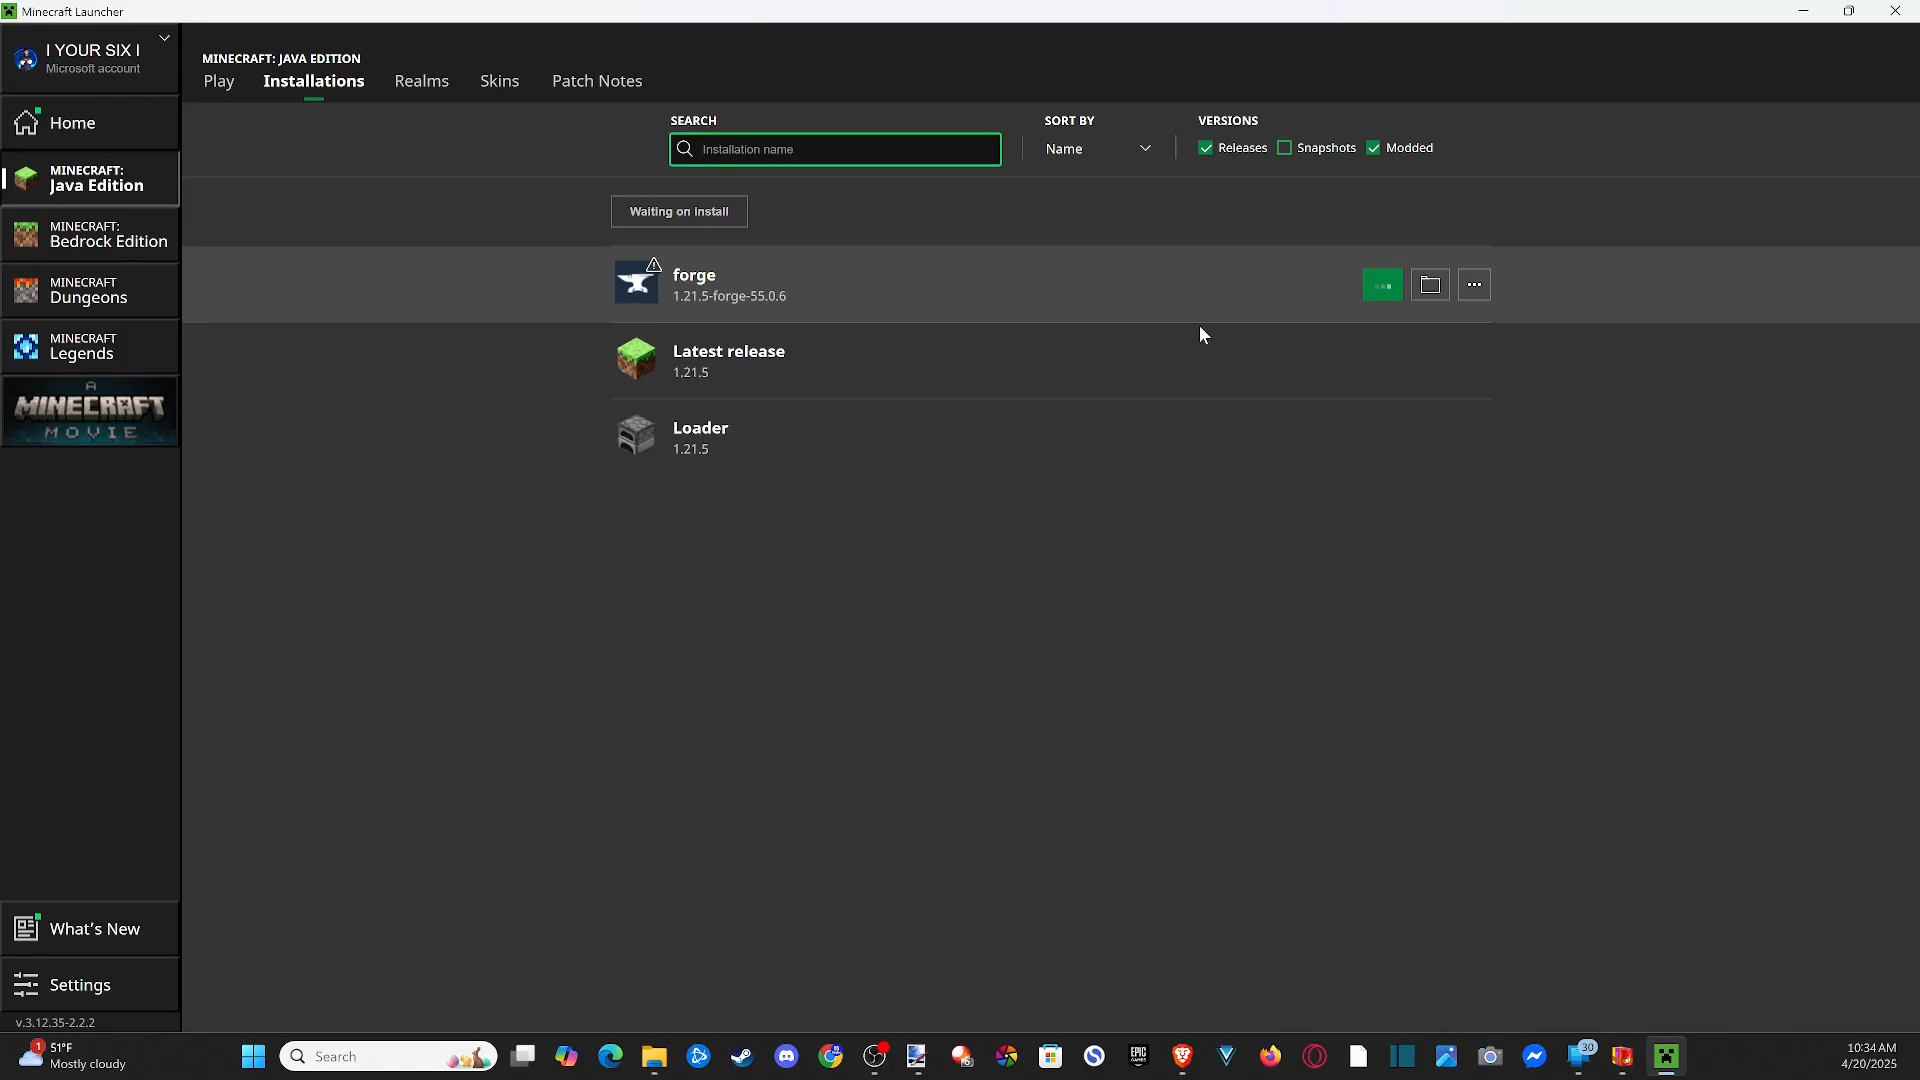 Minecraft Launcher
I YOUR SIX I
Microsoft account
MINECRAFT: JAVA EDITION
Play Installations Realms Skins Patch Notes
Home
SEARCH SORT BY VERSIONS
Installation name Name Releases Snapshots Modded
MINECRAFT:
Java Edition
Waiting on install
MINECRAFT:
Bedrock Edition
forge
1.21.5-forge-55.0.6
MINECRAFT
Dungeons
MINECRAFT
Legends
Latest release
1.21.5
A
MINECRAFT
MOVIE
Loader
1.21.5
What's New
Settings
v.3.12.35-2.2.2
1
51°F
Mostly cloudy
Search
EPIC
GAMES
30
10:34 AM
4/20/2025